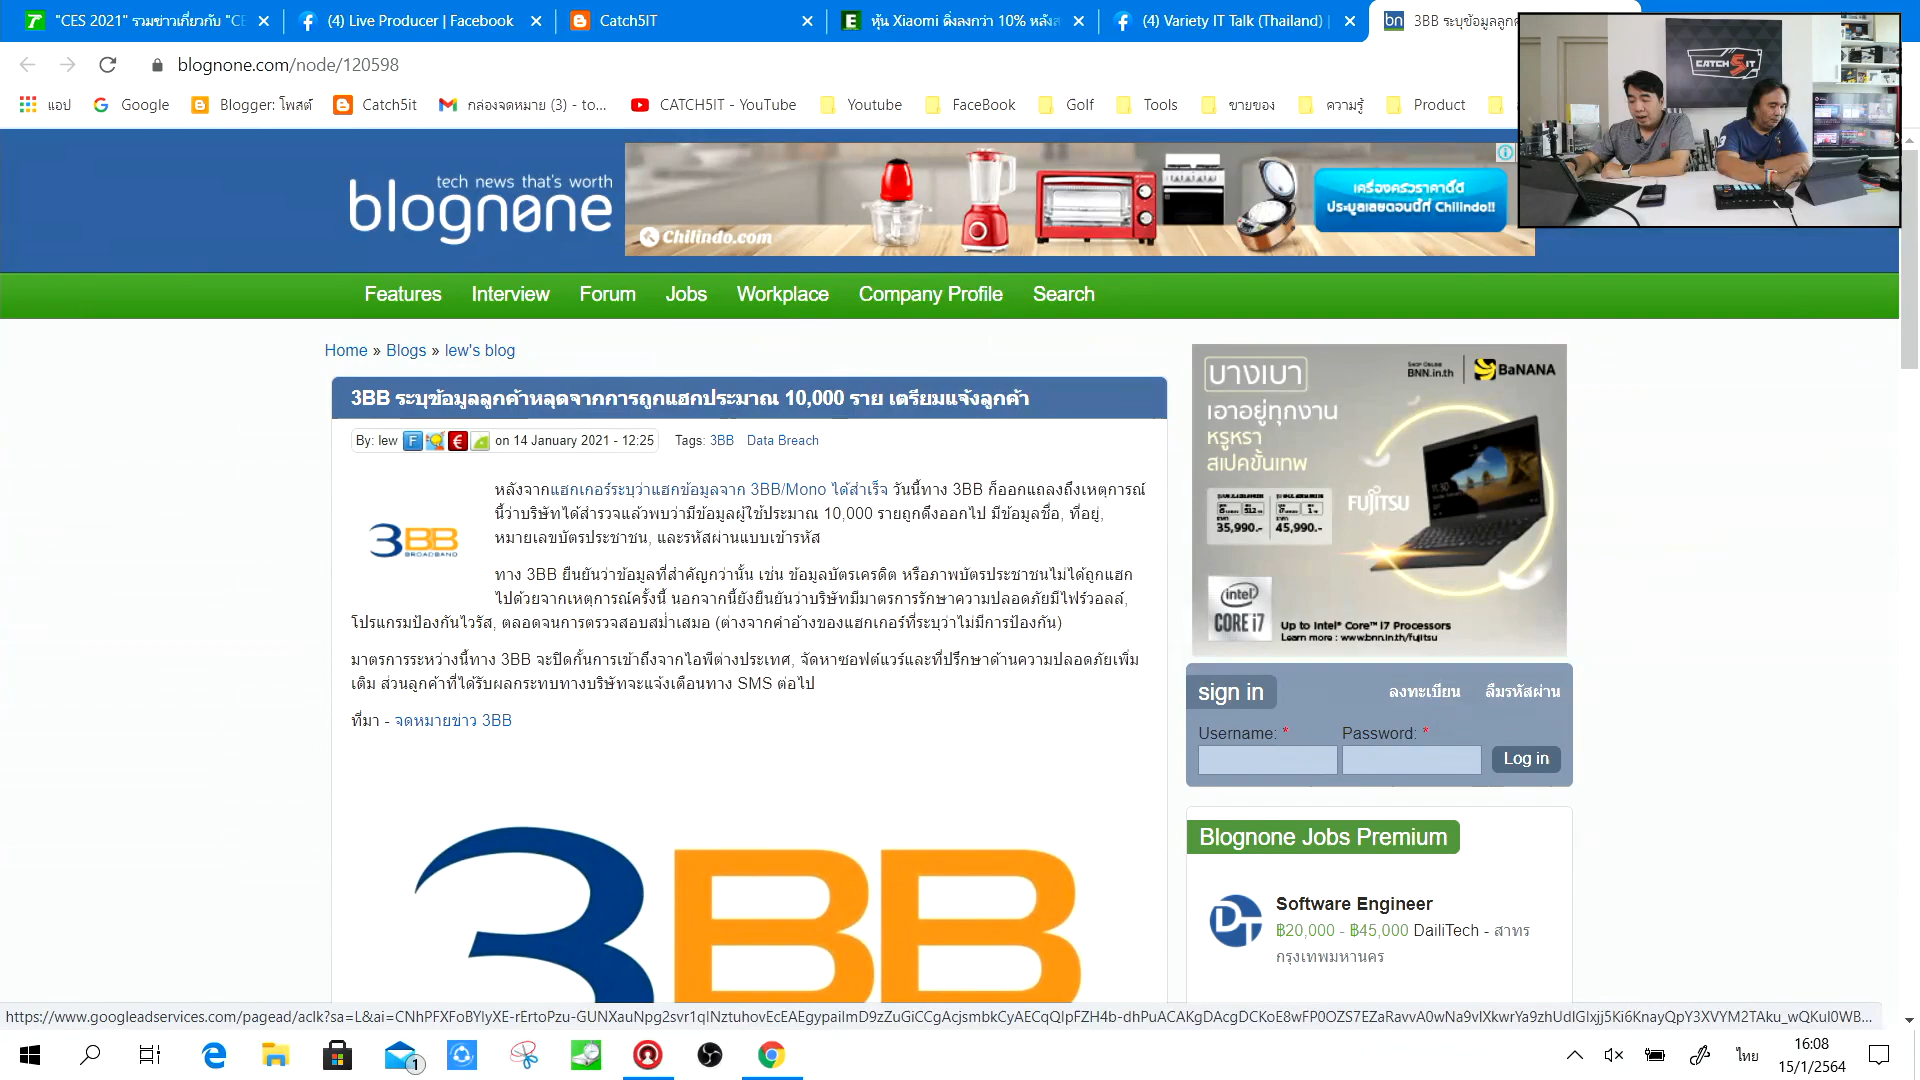 "CES 2021" รวมข่าวเกี่ยวกับ "CE
(4) Live Producer | Facebook
Catch5IT
หุ้น Xiaomi ดิ่งลงกว่า 10% หลังส
(4) Variety IT Talk (Thailand) |
3BB ระบุข้อมูลลูกค
blognone.com/node/120598
แอป
Google
Blogger: โพสต์
Catch5it
กล่องจดหมาย (3) - to...
CATCH5IT - YouTube
Youtube
FaceBook
Golf
Tools
ขายของ
ความรู้
Product
CATCH5IT
tech news that's worth
blognone
Chilindo.com
เครื่องครัวราคาดี๊ดี
ประมูลเลยตอนนี้ที่ Chilindo!!
Features
Interview
Forum
Jobs
Workplace
Company Profile
Search
Home » Blogs » lew's blog
3BB ระบุข้อมูลลูกค้าหลุดจากการถูกแฮกประมาณ 10,000 ราย เตรียมแจ้งลูกค้า
By: lew on 14 January 2021 - 12:25 Tags: 3BB Data Breach
3BB
BROADBAND
หลังจากแฮกเกอร์ระบุว่าแฮกข้อมูลจาก 3BB/Mono ได้สำเร็จ วันนี้ทาง 3BB ก็ออกแถลงถึงเหตุการณ์
นี้ว่าบริษัทได้สำรวจแล้วพบว่ามีข้อมูลผู้ใช้ประมาณ 10,000 รายถูกดึงออกไป มีข้อมูลชื่อ, ที่อยู่,
หมายเลขบัตรประชาชน, และรหัสผ่านแบบเข้ารหัส
ทาง 3BB ยืนยันว่าข้อมูลที่สำคัญกว่านั้น เช่น ข้อมูลบัตรเครดิต หรือภาพบัตรประชาชนไม่ได้ถูกแฮก
ไปด้วยจากเหตุการณ์ครั้งนี้ นอกจากนี้ยังยืนยันว่าบริษัทมีมาตรการรักษาความปลอดภัยมีไฟร์วอลล์,
โปรแกรมป้องกันไวรัส, ตลอดจนการตรวจสอบสม่ำเสมอ (ต่างจากคำอ้างของแฮกเกอร์ที่ระบุว่าไม่มีการป้องกัน)
มาตรการระหว่างนี้ทาง 3BB จะปิดกั้นการเข้าถึงจากไอพีต่างประเทศ, จัดหาซอฟต์แวร์และที่ปรึกษาด้านความปลอดภัยเพิ่ม
เติม ส่วนลูกค้าที่ได้รับผลกระทบทางบริษัทจะแจ้งเตือนทาง SMS ต่อไป
ที่มา - จดหมายข่าว 3BB
3BB
บางเบา
SHOP ONLINE
BNN.in.th
BaNANA
เอาอยู่ทุกงาน
หรูหรา
สเปคขั้นเทพ
FUJITSU
35,990.-
45,990.-
intel
CORE i7
Up to Intel® Core™ i7 Processors
Learn more : www.bnn.in.th/fujitsu
sign in
ลงทะเบียน
ลืมรหัสผ่าน
Username: *
Password: *
Log in
Blognone Jobs Premium
DT
Software Engineer
฿20,000 - ฿45,000 DailiTech - สาทร
กรุงเทพมหานคร
1
ไทย
16:08
15/1/2564